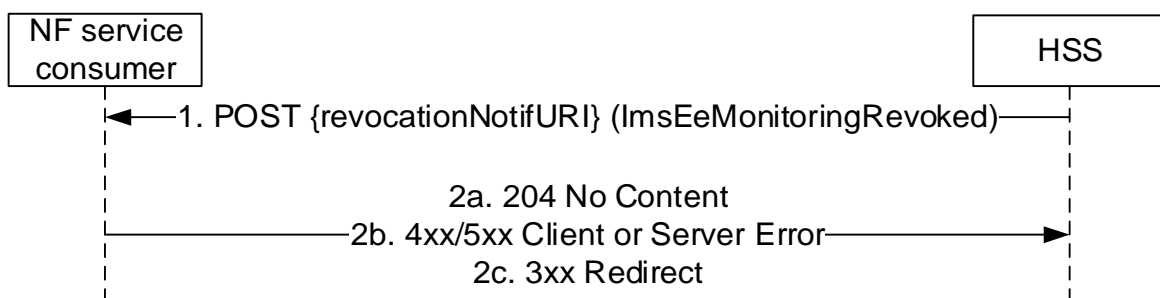 NF service
consumer
HSS
1. POST {revocationNotifURI} (ImsEeMonitoringRevoked)
2a. 204 No Content
2b. 4xx/5xx Client or Server Error
2c. 3xx Redirect